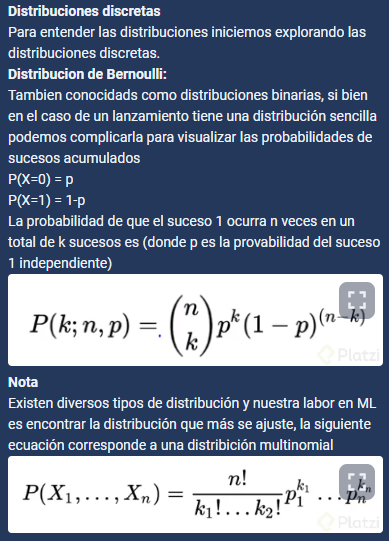 Distribuciones discretas
Para entender las distribuciones iniciemos explorando las
distribuciones discretas.
Distribucion de Bernoulli:
Tambien conocidads como distribuciones binarias, si bien
en el caso de un lanzamiento tiene una distribución sencilla
podemos complicarla para visualizar las probabilidades de
sucesos acumulados
P(X=0) = p
P(X=1) = 1-p
La probabilidad de que el suceso 1 ocurra n veces en un
total de k sucesos es (donde p es la provabilidad del suceso
1 independiente)
P(k; n, p) = \binom{n}{k} p^k (1 − p)^{(n−k)}
Platzi
Nota
Existen diversos tipos de distribución y nuestra labor en ML
es encontrar la distribución que más se ajuste, la siguiente
ecuación corresponde a una distribición multinomial
P(X_1, . . . , X_n) = \frac{n!}{k_1! . . . k_2!} p_1^{k_1} . . . p_n^{k_n}
Platzi